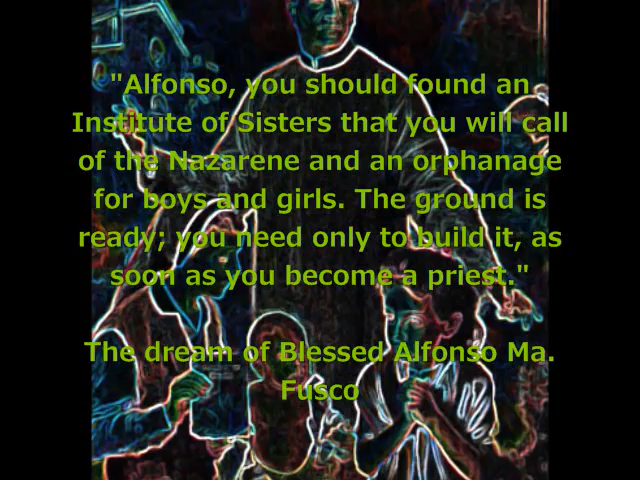 "Alfonso, you should found an
Institute of Sisters that you will call
of the Nazarene and an orphanage
for boys and girls. The ground is
ready; you need only to build it, as
soon as you become a priest."
The dream of Blessed Alfonso Ma.
Fusco